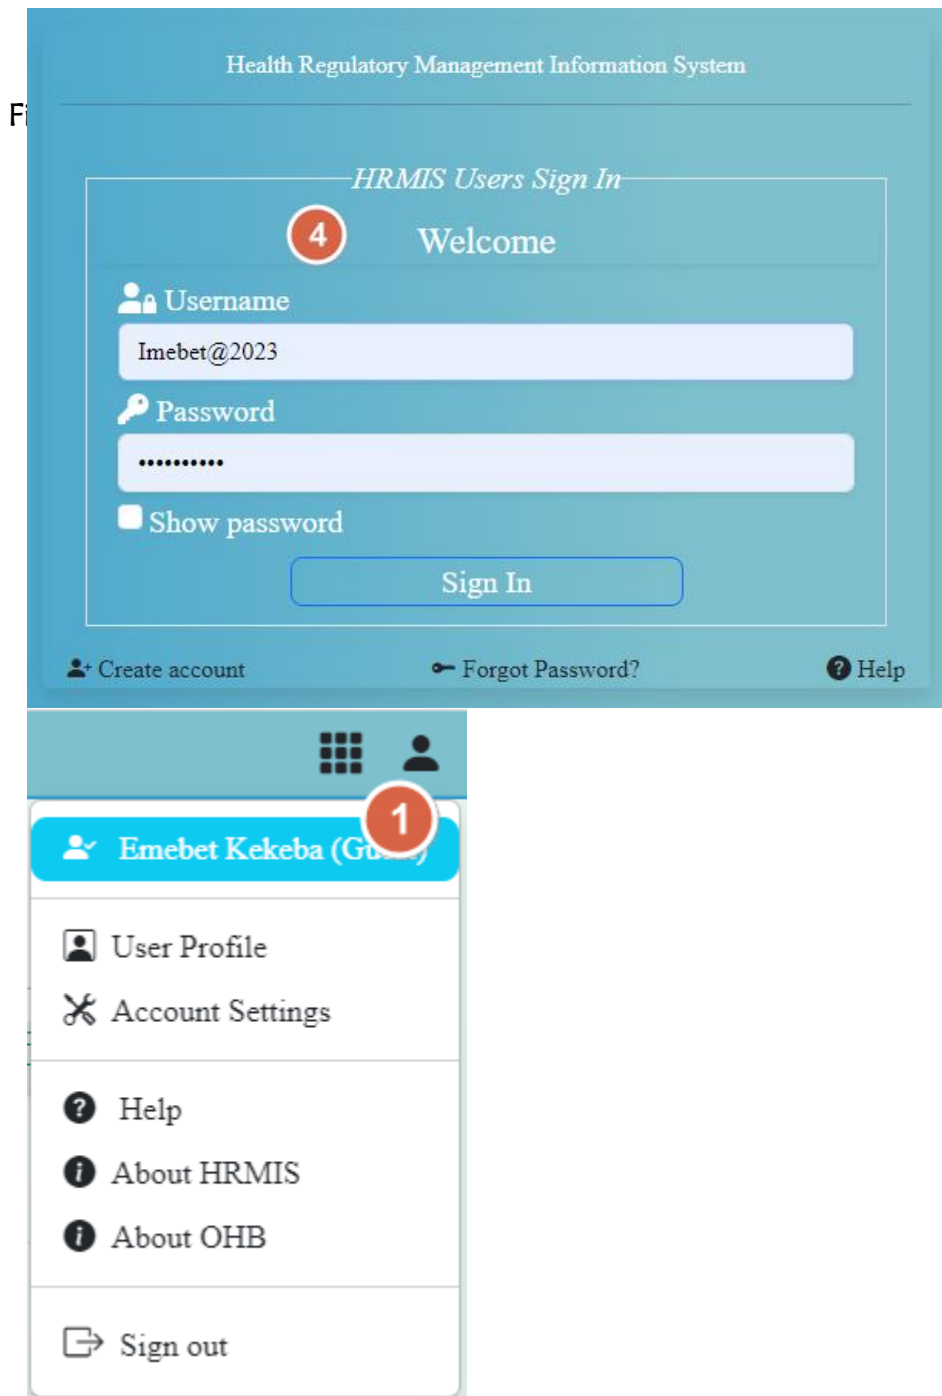 Health Regulatory Management Information System
Fi
HRMIS Users Sign In
4
Welcome
Username
Imebet@2023
Password
••••••••••
Show password
Sign In
Create account
Forgot Password?
Help
1
Emebet Kekeba
User Profile
Account Settings
Help
About HRMIS
About OHB
Sign out